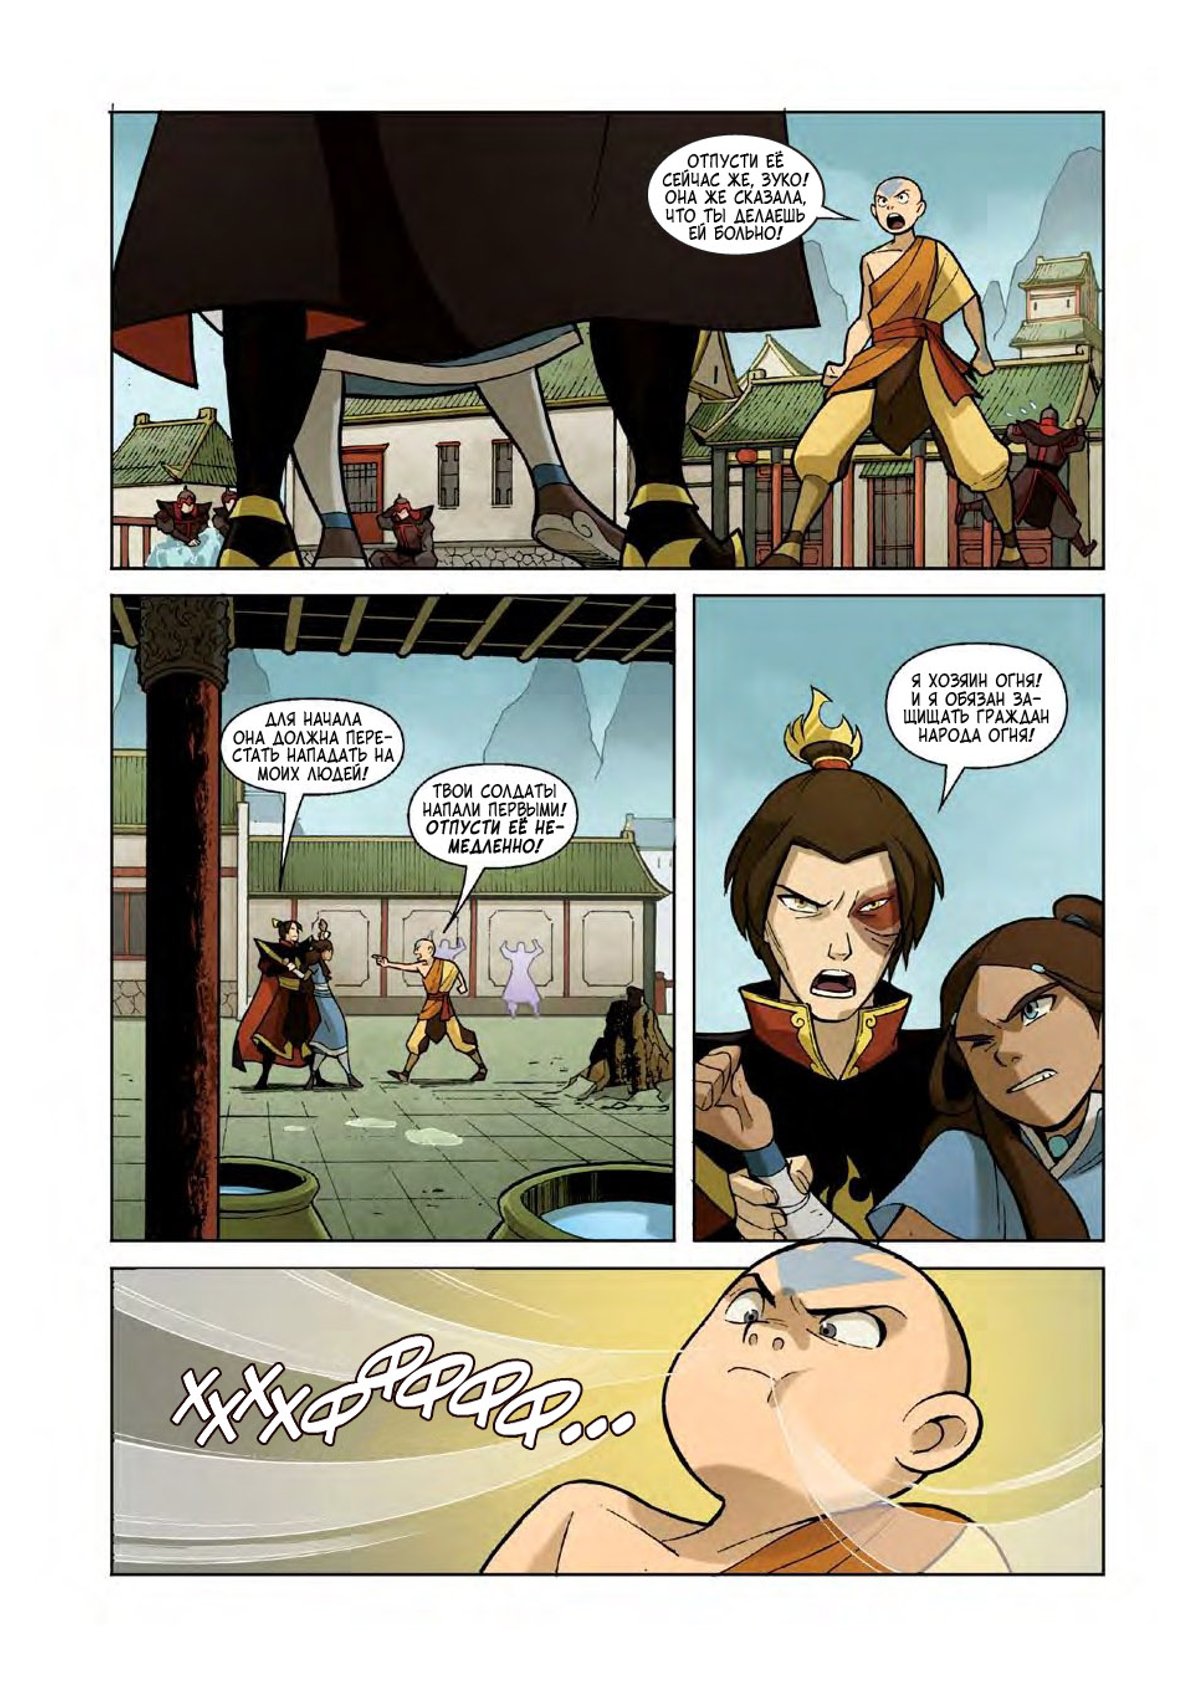 ОТПУСТИ ЕЁ
СЕЙЧАС ЖЕ, ЗУКО!
ОНА ЖЕ СКАЗАЛА,
ЧТО ТЫ ДЕЛАЕШЬ
ЕЙ БОЛЬНО!
ДЛЯ НАЧАЛА
ОНА ДОЛЖНА ПЕРЕ-
СТАТЬ НАПАДАТЬ НА
МОИХ ЛЮДЕЙ!
ТВОИ СОЛДАТЫ
НАПАЛИ ПЕРВЫМИ!
ОТПУСТИ ЕЁ НЕ-
МЕДЛЕННО!
Я ХОЗЯИН ОГНЯ!
И Я ОБЯЗАН ЗА-
ЩИЩАТЬ ГРАЖДАН
НАРОДА ОГНЯ!
ХХХХФФФФФФ...